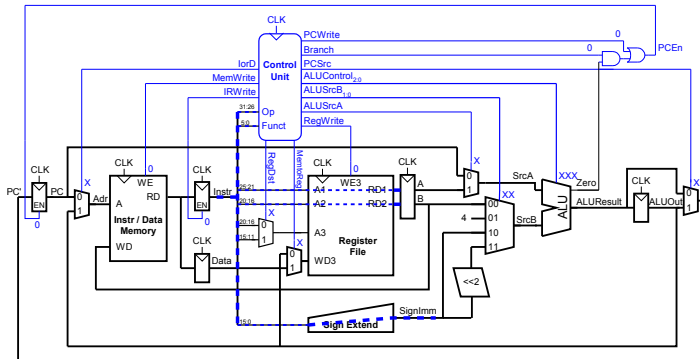 CLK
PCWrite
0
Branch
0
PCEn
IorD
Control
Unit
PCSrc
MemWrite
ALUControl2:0
IRWrite
ALUSrcB1:0
31:26
Op
ALUSrcA
5:0
Funct
RegWrite
RegDst
MemtoReg
CLK
CLK
CLK
CLK
CLK
CLK
PC'
PC
EN
0
X
0
1
Adr
WE
0
A
RD
Instr / Data
Memory
WD
EN
0
Instr
25:21
20:16
20:16
15:11
A1
A2
A3
WD3
WE3
0
RD1
RD2
Register
File
X
0
1
X
0
1
CLK
Data
A
B
X
0
1
SrcA
XXX
Zero
CLK
X
0
1
XX
00
4
01
10
11
SrcB
ALU
ALUResult
ALUOut
<<2
SignImm
15:0
Sign Extend